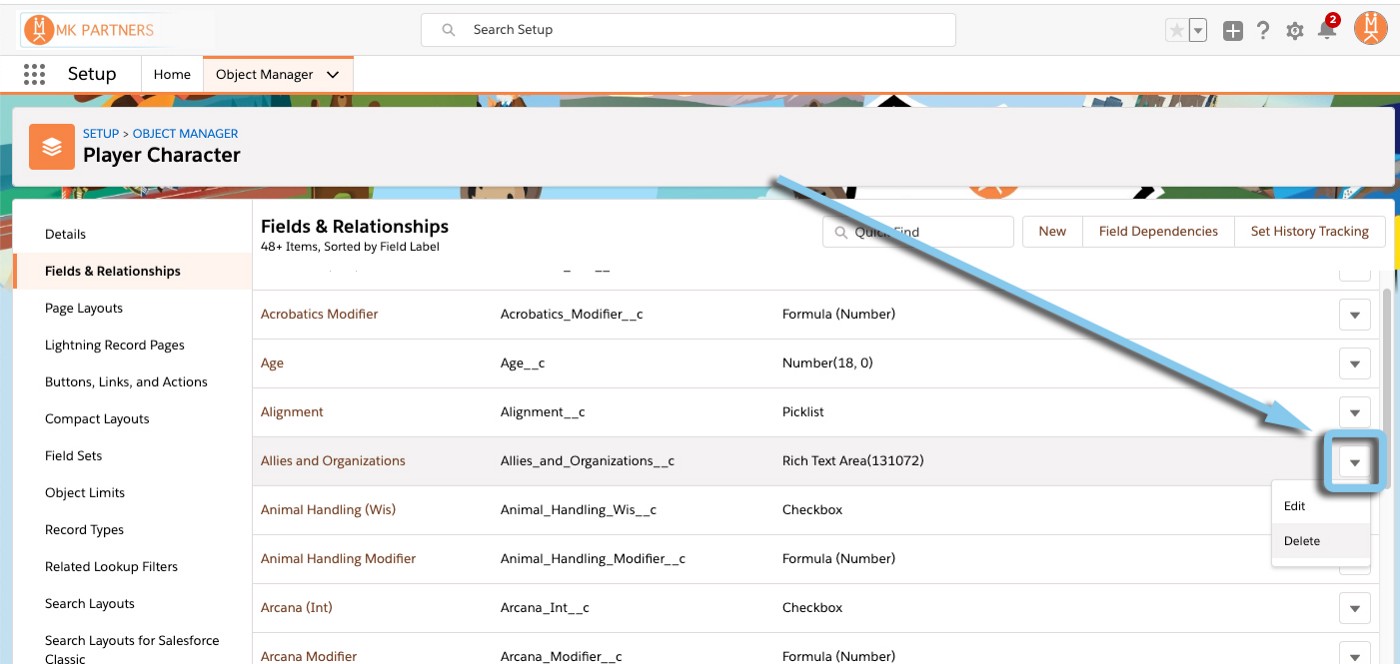 MK PARTNERS
Search Setup
2
Setup
Home
Object Manager
SETUP > OBJECT MANAGER
Player Character
Details
Fields & Relationships
Page Layouts
Lightning Record Pages
Buttons, Links, and Actions
Compact Layouts
Field Sets
Object Limits
Record Types
Related Lookup Filters
Search Layouts
Search Layouts for Salesforce
Classic
Fields & Relationships
48+ Items, Sorted by Field Label
Quick Find
New
Field Dependencies
Set History Tracking
Acrobatics Modifier Acrobatics_Modifier__c Formula (Number)
Age Age__c Number(18, 0)
Alignment Alignment__c Picklist
Allies and Organizations Allies_and_Organizations__c Rich Text Area(131072)
Animal Handling (Wis) Animal_Handling_Wis__c Checkbox
Animal Handling Modifier Animal_Handling_Modifier__c Formula (Number)
Arcana (Int) Arcana_Int__c Checkbox
Arcana Modifier Arcana_Modifier__c Formula (Number)
Edit
Delete